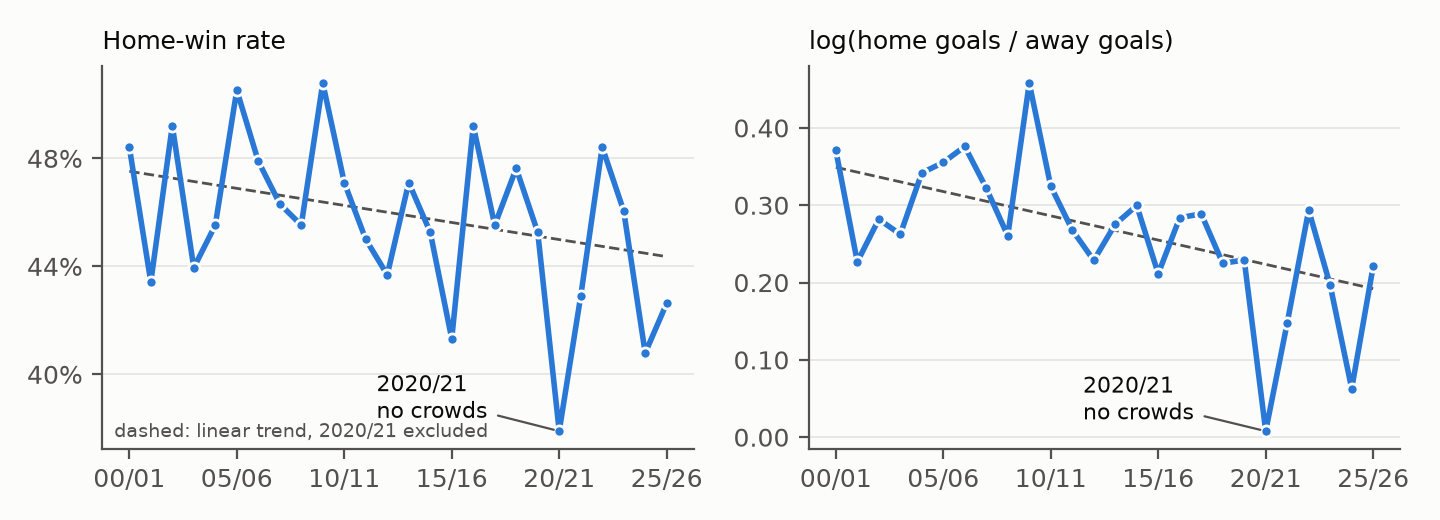 Home-win rate
48%
44%
40%
2020/21
no crowds
dashed: linear trend, 2020/21 excluded
00/01 05/06 10/11 15/16 20/21 25/26
log(home goals / away goals)
0.40
0.30
0.20
0.10
0.00
2020/21
no crowds
00/01 05/06 10/11 15/16 20/21 25/26